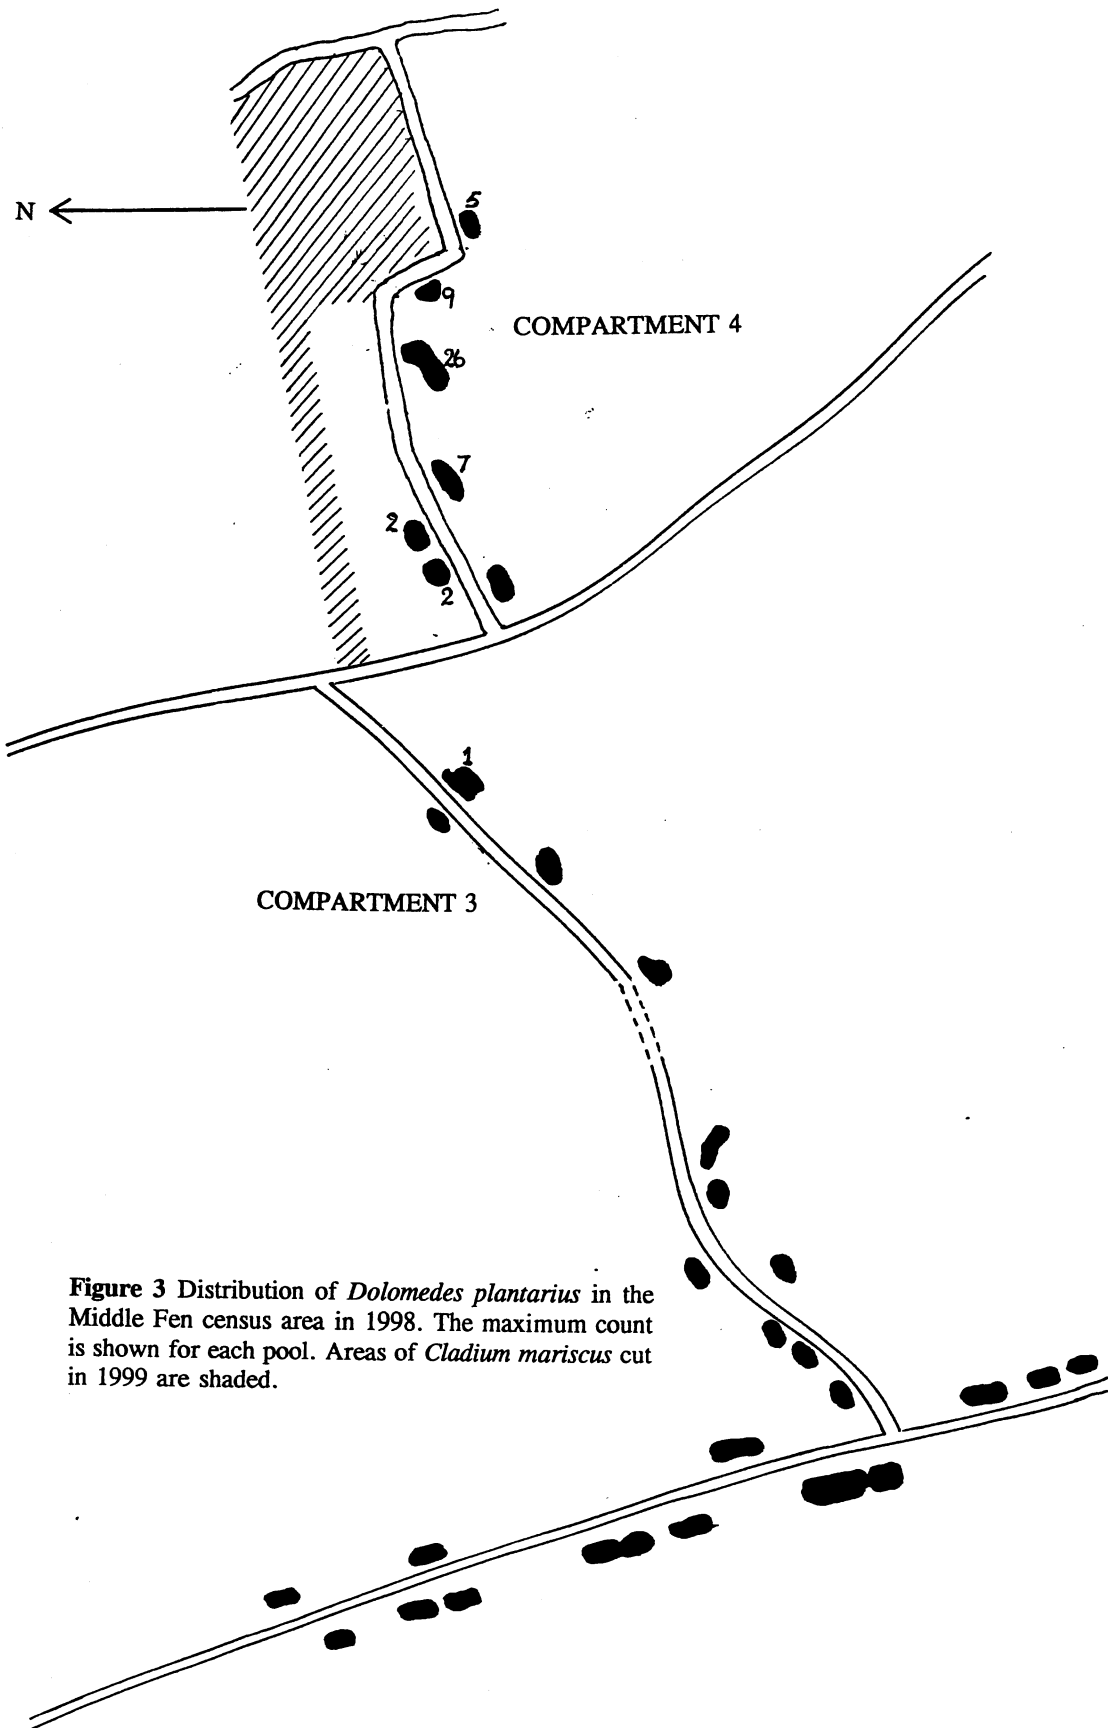 5
N
9
COMPARTMENT 4
26
7
2
2
1
COMPARTMENT 3
Figure 3 Distribution of Dolomedes plantarius in the
Middle Fen census area in 1998. The maximum count
is shown for each pool. Areas of Cladium mariscus cut
in 1999 are shaded.